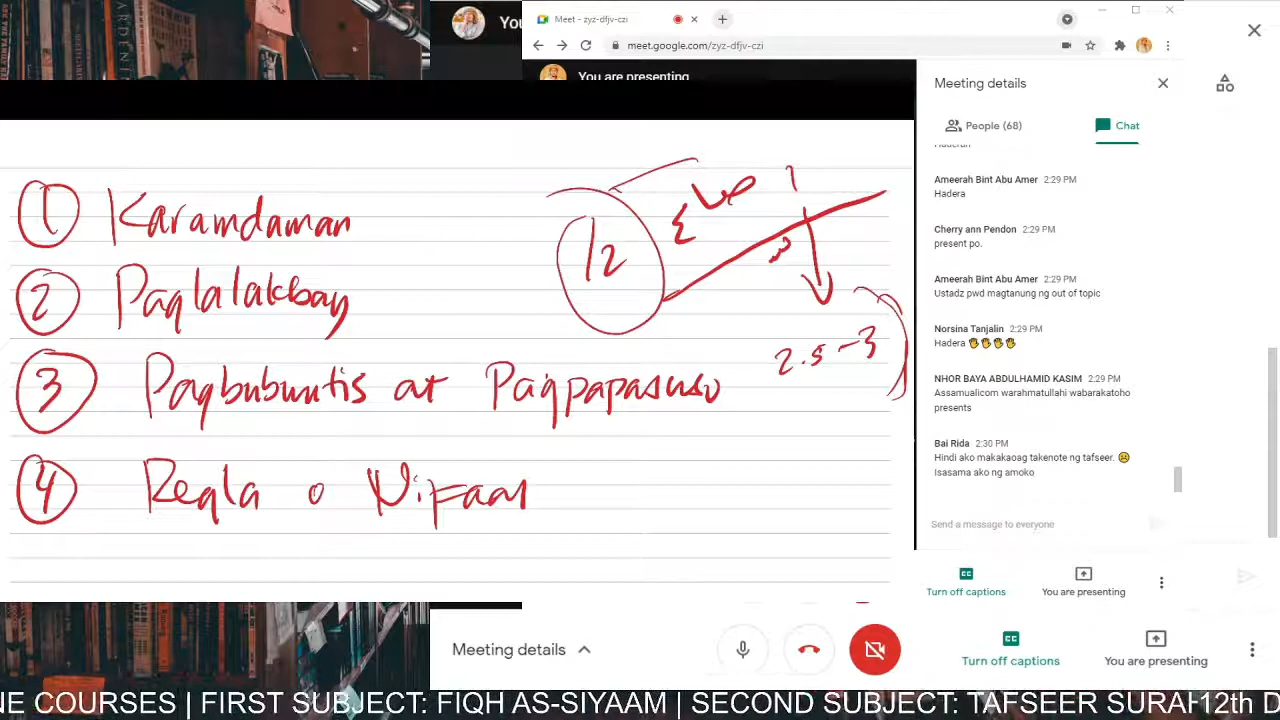 You
Meet - zyz-dfjv-czi
meet.google.com/zyz-dfjv-czi
You are presenting
Meeting details
People (68)
Chat
Ameerah Bint Abu Amer 2:29 PM
Hadera
Cherry ann Pendon 2:29 PM
present po.
Ameerah Bint Abu Amer 2:29 PM
Ustadz pwd magtanung ng out of topic
Norsina Tanjalin 2:29 PM
Hadera 🖐🖐🖐🖐
NHOR BAYA ABDULHAMID KASIM 2:29 PM
Assamualicom warahmatullahi wabarakatoho
presents
Bai Rida 2:30 PM
Hindi ako makakaoag takenote ng tafseer. ☹️
Isasama ako ng amoko
Send a message to everyone
Turn off captions
You are presenting
1 Karamdaman
2 Paglalakbay
3 Pagbubuntis at Pagpapasuso
4 Regla o Nifaas
12
2.5 - 3
Meeting details
Turn off captions
You are presenting
NE COURSES | FIRST SUBJECT: FIQH AS-SIYAAM | SECOND SUBJECT: TAFSEER SURAH 12th D